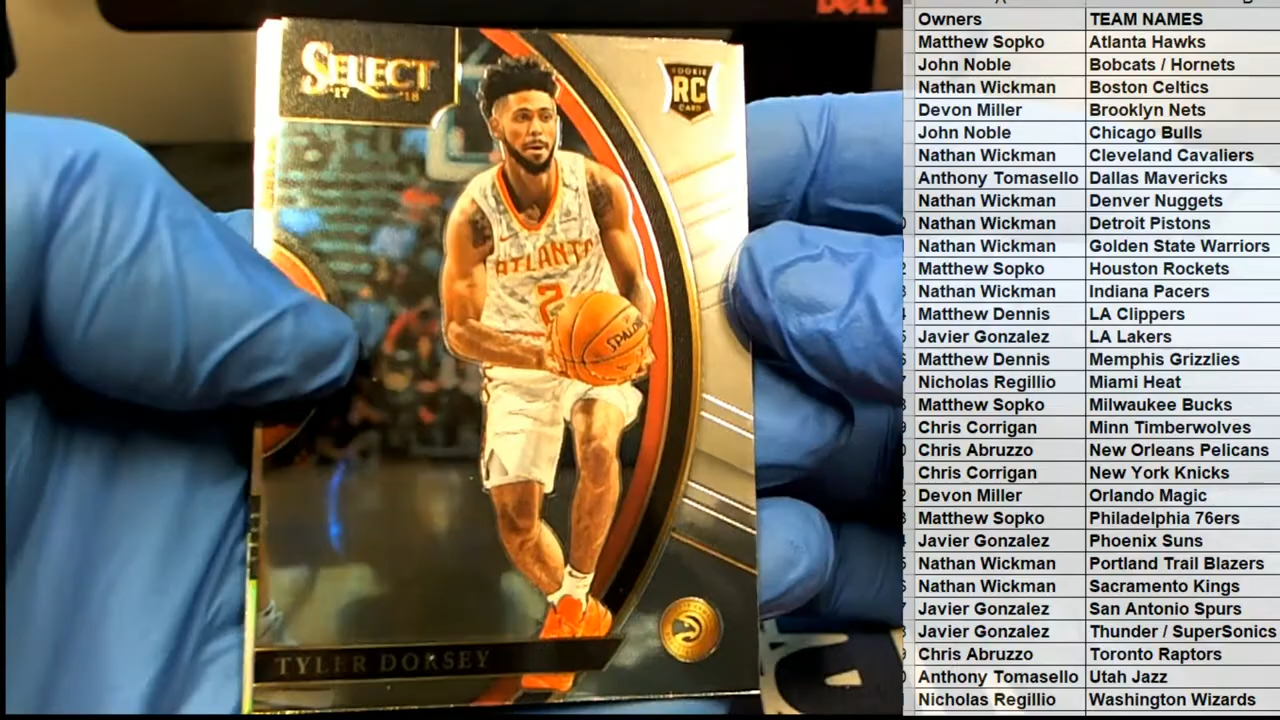 DELL
SELECT
'17 '18
ROOKIE
RC
CARD
ATLANTA
2
SPALDING
TYLER DORSEY
Owners TEAM NAMES
Matthew Sopko Atlanta Hawks
John Noble Bobcats / Hornets
Nathan Wickman Boston Celtics
Devon Miller Brooklyn Nets
John Noble Chicago Bulls
Nathan Wickman Cleveland Cavaliers
Anthony Tomasello Dallas Mavericks
Nathan Wickman Denver Nuggets
Nathan Wickman Detroit Pistons
Nathan Wickman Golden State Warriors
Matthew Sopko Houston Rockets
Nathan Wickman Indiana Pacers
Matthew Dennis LA Clippers
Javier Gonzalez LA Lakers
Matthew Dennis Memphis Grizzlies
Nicholas Regillio Miami Heat
Matthew Sopko Milwaukee Bucks
Chris Corrigan Minn Timberwolves
Chris Abruzzo New Orleans Pelicans
Chris Corrigan New York Knicks
Devon Miller Orlando Magic
Matthew Sopko Philadelphia 76ers
Javier Gonzalez Phoenix Suns
Nathan Wickman Portland Trail Blazers
Nathan Wickman Sacramento Kings
Javier Gonzalez San Antonio Spurs
Javier Gonzalez Thunder / SuperSonics
Chris Abruzzo Toronto Raptors
Anthony Tomasello Utah Jazz
Nicholas Regillio Washington Wizards